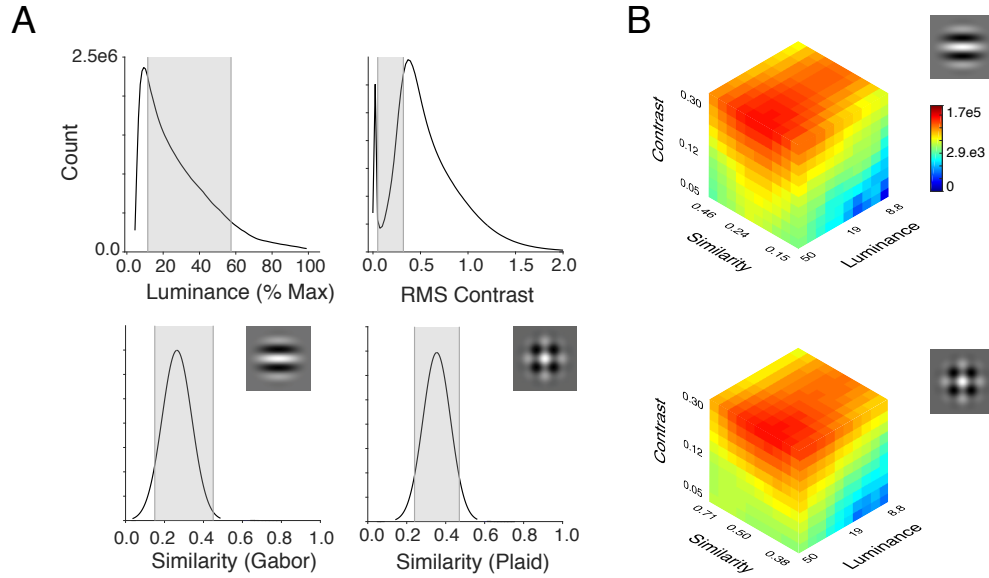 A
2.5e6
Count
0.0
0.0 20 40 60 80 100
Luminance (% Max)
0.0 0.5 1.0 1.5 2.0
RMS Contrast
0.0 0.2 0.4 0.6 0.8 1.0
Similarity (Gabor)
0.0 0.2 0.4 0.6 0.8 1.0
Similarity (Plaid)
B
Contrast
0.30
0.12
0.05
0.46
0.24
0.15
Similarity
50
19
8.8
Luminance
1.7e5
2.9.e3
0
Contrast
0.30
0.12
0.05
0.71
0.50
0.38
Similarity
50
19
8.8
Luminance